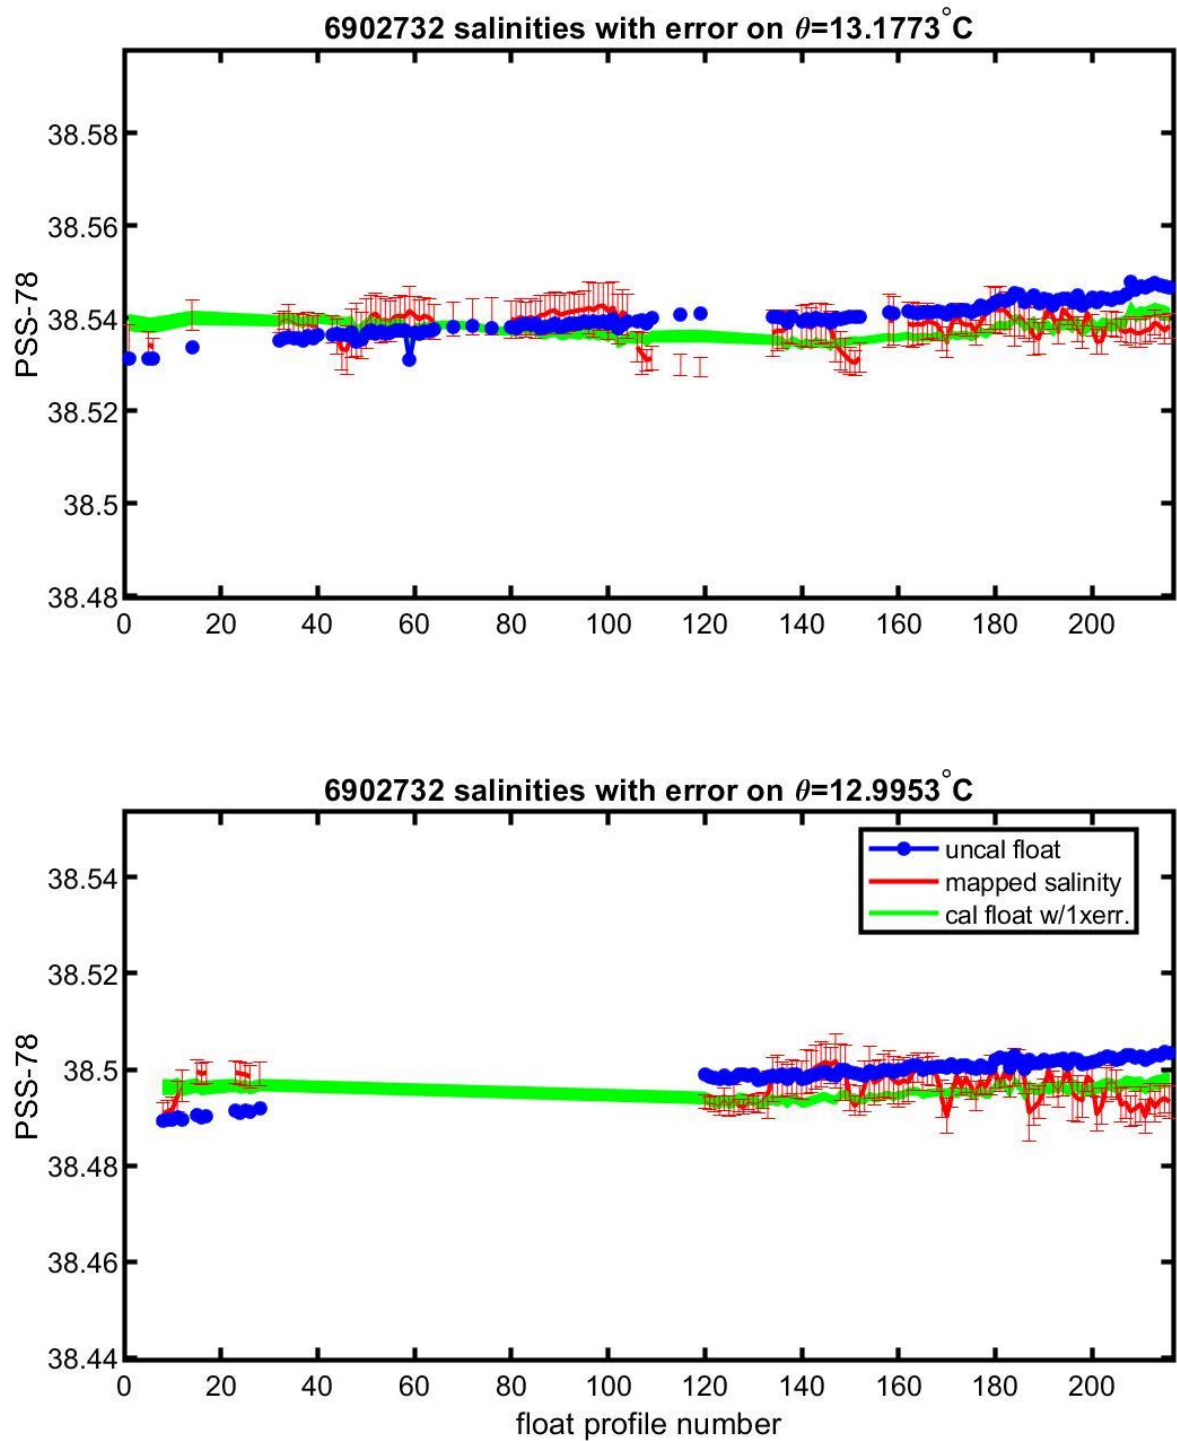 6902732 salinities with error on θ=13.1773°C
38.58
38.56
38.54
38.52
38.5
38.48
PSS-78
0 20 40 60 80 100 120 140 160 180 200
6902732 salinities with error on θ=12.9953°C
uncal float
mapped salinity
cal float w/1xerr.
38.54
38.52
38.5
38.48
38.46
38.44
PSS-78
0 20 40 60 80 100 120 140 160 180 200
float profile number